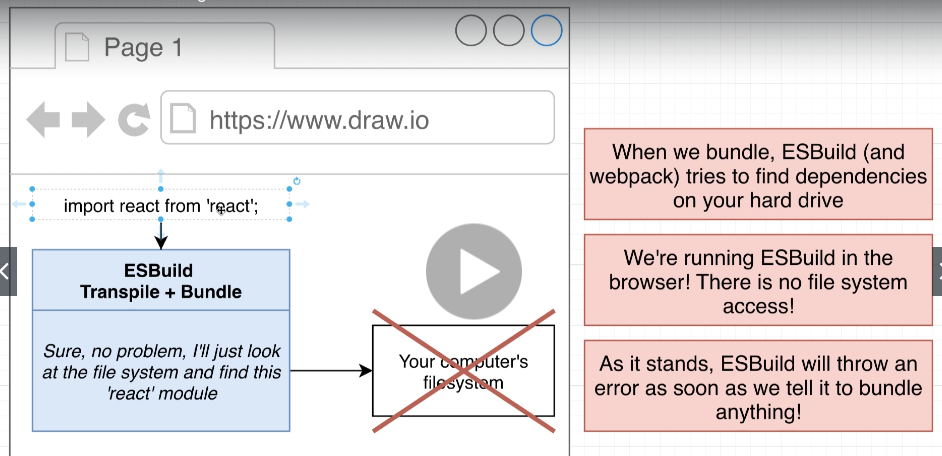 Page 1
https://www.draw.io
import react from 'react';
ESBuild
Transpile + Bundle
Sure, no problem, I'll just look
at the file system and find this
'react' module
Your computer's
filesystem
When we bundle, ESBuild (and
webpack) tries to find dependencies
on your hard drive
We're running ESBuild in the
browser! There is no file system
access!
As it stands, ESBuild will throw an
error as soon as we tell it to bundle
anything!